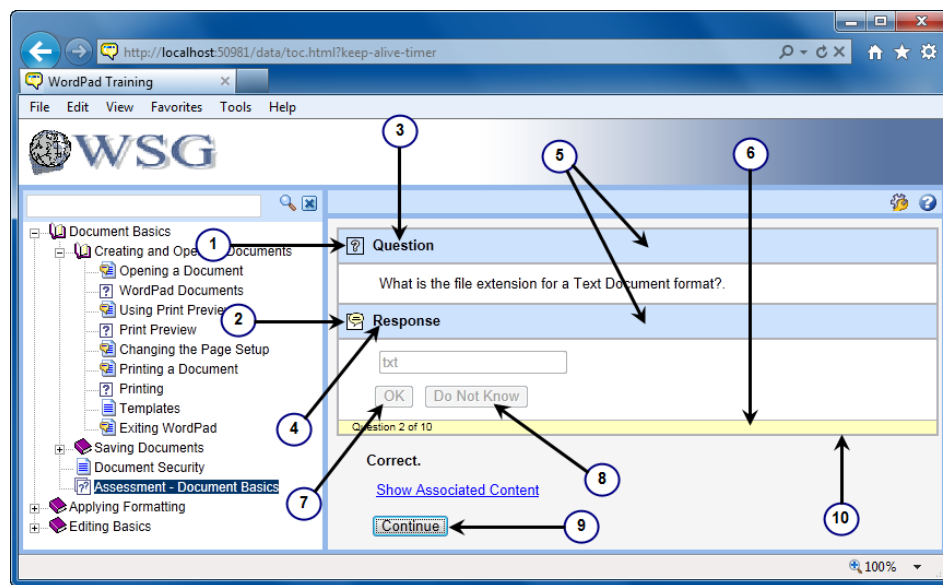 http://localhost:50981/data/toc.html?keep-alive-timer
WordPad Training
File Edit View Favorites Tools Help
WSG
3
5
6
Document Basics
Creating and Ope Documents
1
Question
Opening a Document
WordPad Documents
What is the file extension for a Text Document format?.
Using Print Previe
2
Response
Print Preview
Changing the Page Setup
Printing a Document
txt
Printing
OK Do Not Know
Templates
Exiting WordPad
4
Question 2 of 10
Saving Documents
Document Security
Correct.
Assessment - Document Basics
Show Associated Content
7
8
Applying Formatting
Editing Basics
Continue
9
10
100%